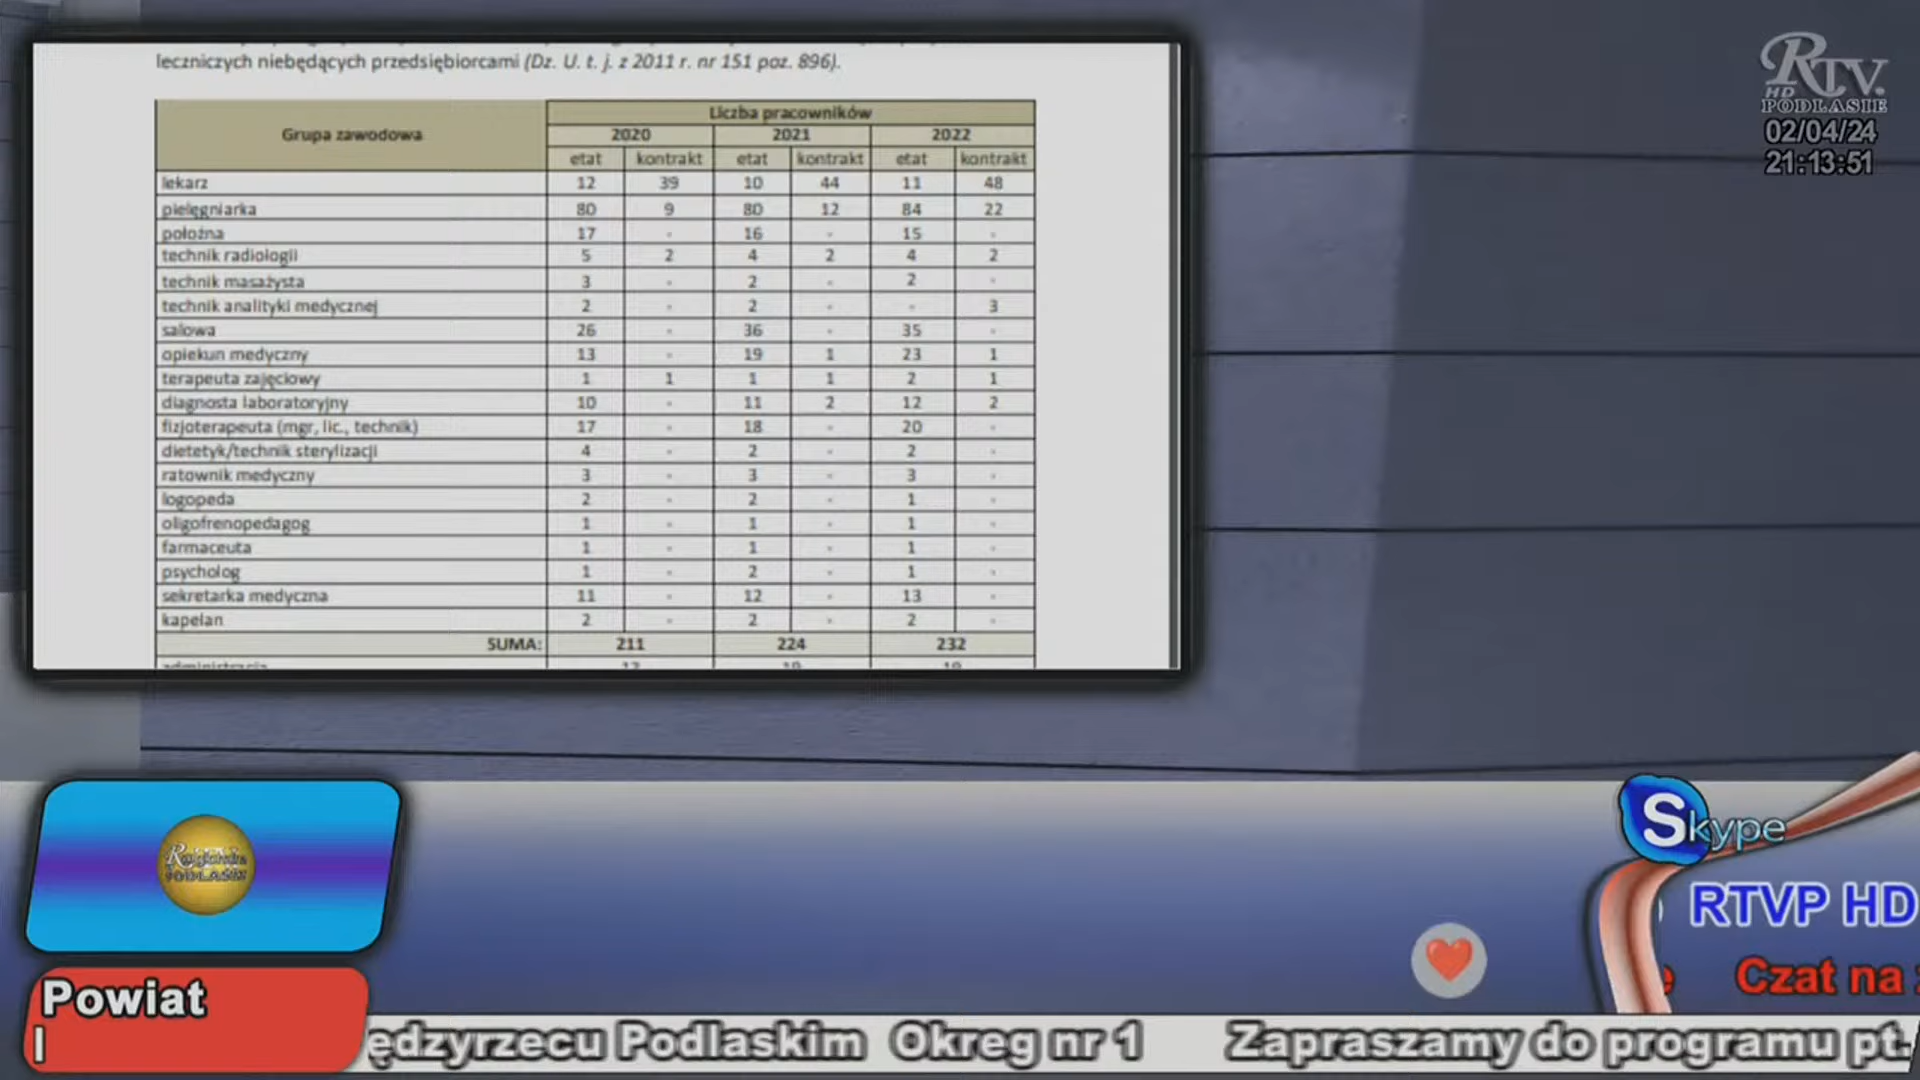 leczniczych niebędących przedsiębiorcami (Dz. U. t. j. z 2011 r. nr 151 poz. 896).
Grupa zawodowa Liczba pracowników
2020 2021 2022
etat kontrakt etat kontrakt etat kontrakt
lekarz 12 39 10 44 11 48
pielęgniarka 80 9 80 12 84 22
położna 17 - 16 - 15 -
technik radiologii 5 2 4 2 4 2
technik masażysta 3 - 2 - 2 -
technik analityki medycznej 2 - 2 - - 3
salowa 26 - 36 - 35 -
opiekun medyczny 13 - 19 1 23 1
terapeuta zajęciowy 1 1 1 1 2 1
diagnosta laboratoryjny 10 - 11 2 12 2
fizjoterapeuta (mgr, lic., technik) 17 - 18 - 20 -
dietetyk/technik sterylizacji 4 - 2 - 2 -
ratownik medyczny 3 - 3 - 3 -
logopeda 2 - 2 - 1 -
oligofrenopedagog 1 - 1 - 1 -
farmaceuta 1 - 1 - 1 -
psycholog 1 - 2 - 1 -
sekretarka medyczna 11 - 12 - 13 -
kapelan 2 - 2 - 2 -
SUMA: 211 224 232
RTV.
HD
PODLASIE
02/04/24
21:13:51
Skype
RTVP HD
Czat na
Powiat
ędzyrzecu Podlaskim Okreg nr 1 Zapraszamy do programu pt.